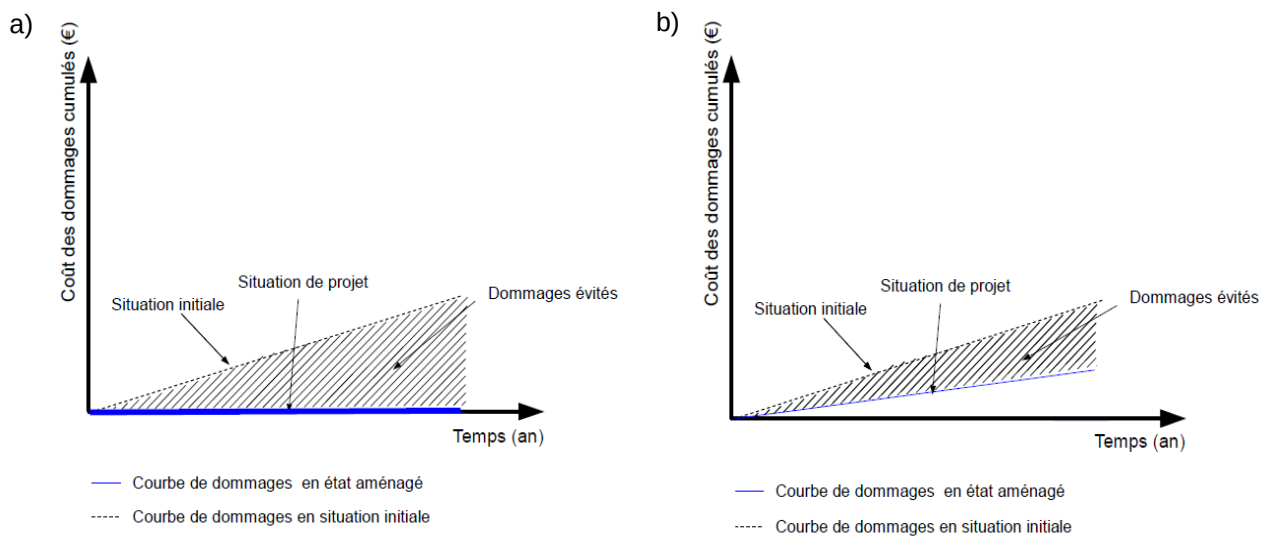 a)
Coût des dommages cumulés (€)
Situation initiale
Situation de projet
Dommages évités
Temps (an)
Courbe de dommages en état aménagé
Courbe de dommages en situation initiale
b)
Coût des dommages cumulés (€)
Situation initiale
Situation de projet
Dommages évités
Temps (an)
Courbe de dommages en état aménagé
Courbe de dommages en situation initiale